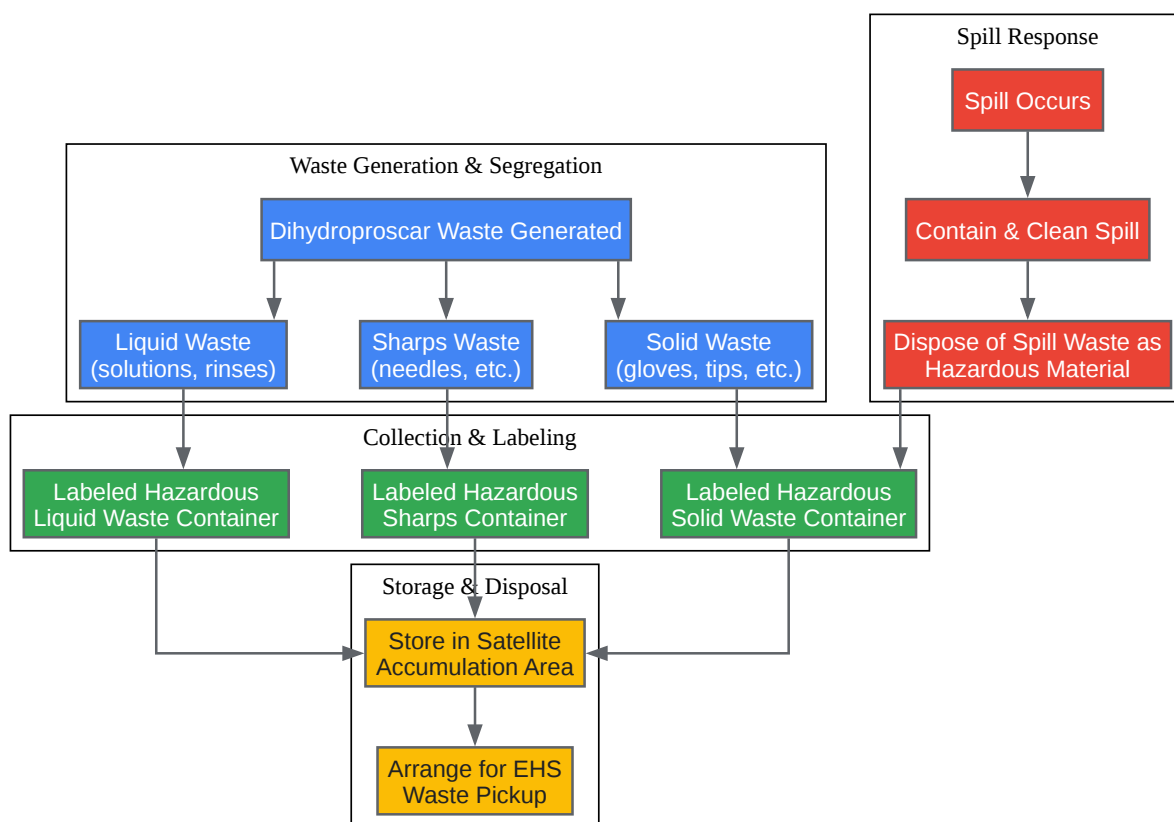 Spill Response
Spill Occurs
Waste Generation & Segregation
Dihydroproscar Waste Generated
Contain & Clean Spill
Liquid Waste
(solutions, rinses)
Sharps Waste
(needles, etc.)
Solid Waste
(gloves, tips, etc.)
Dispose of Spill Waste as
Hazardous Material
Collection & Labeling
Labeled Hazardous
Liquid Waste Container
Labeled Hazardous
Sharps Container
Labeled Hazardous
Solid Waste Container
Storage & Disposal
Store in Satellite
Accumulation Area
Arrange for EHS
Waste Pickup